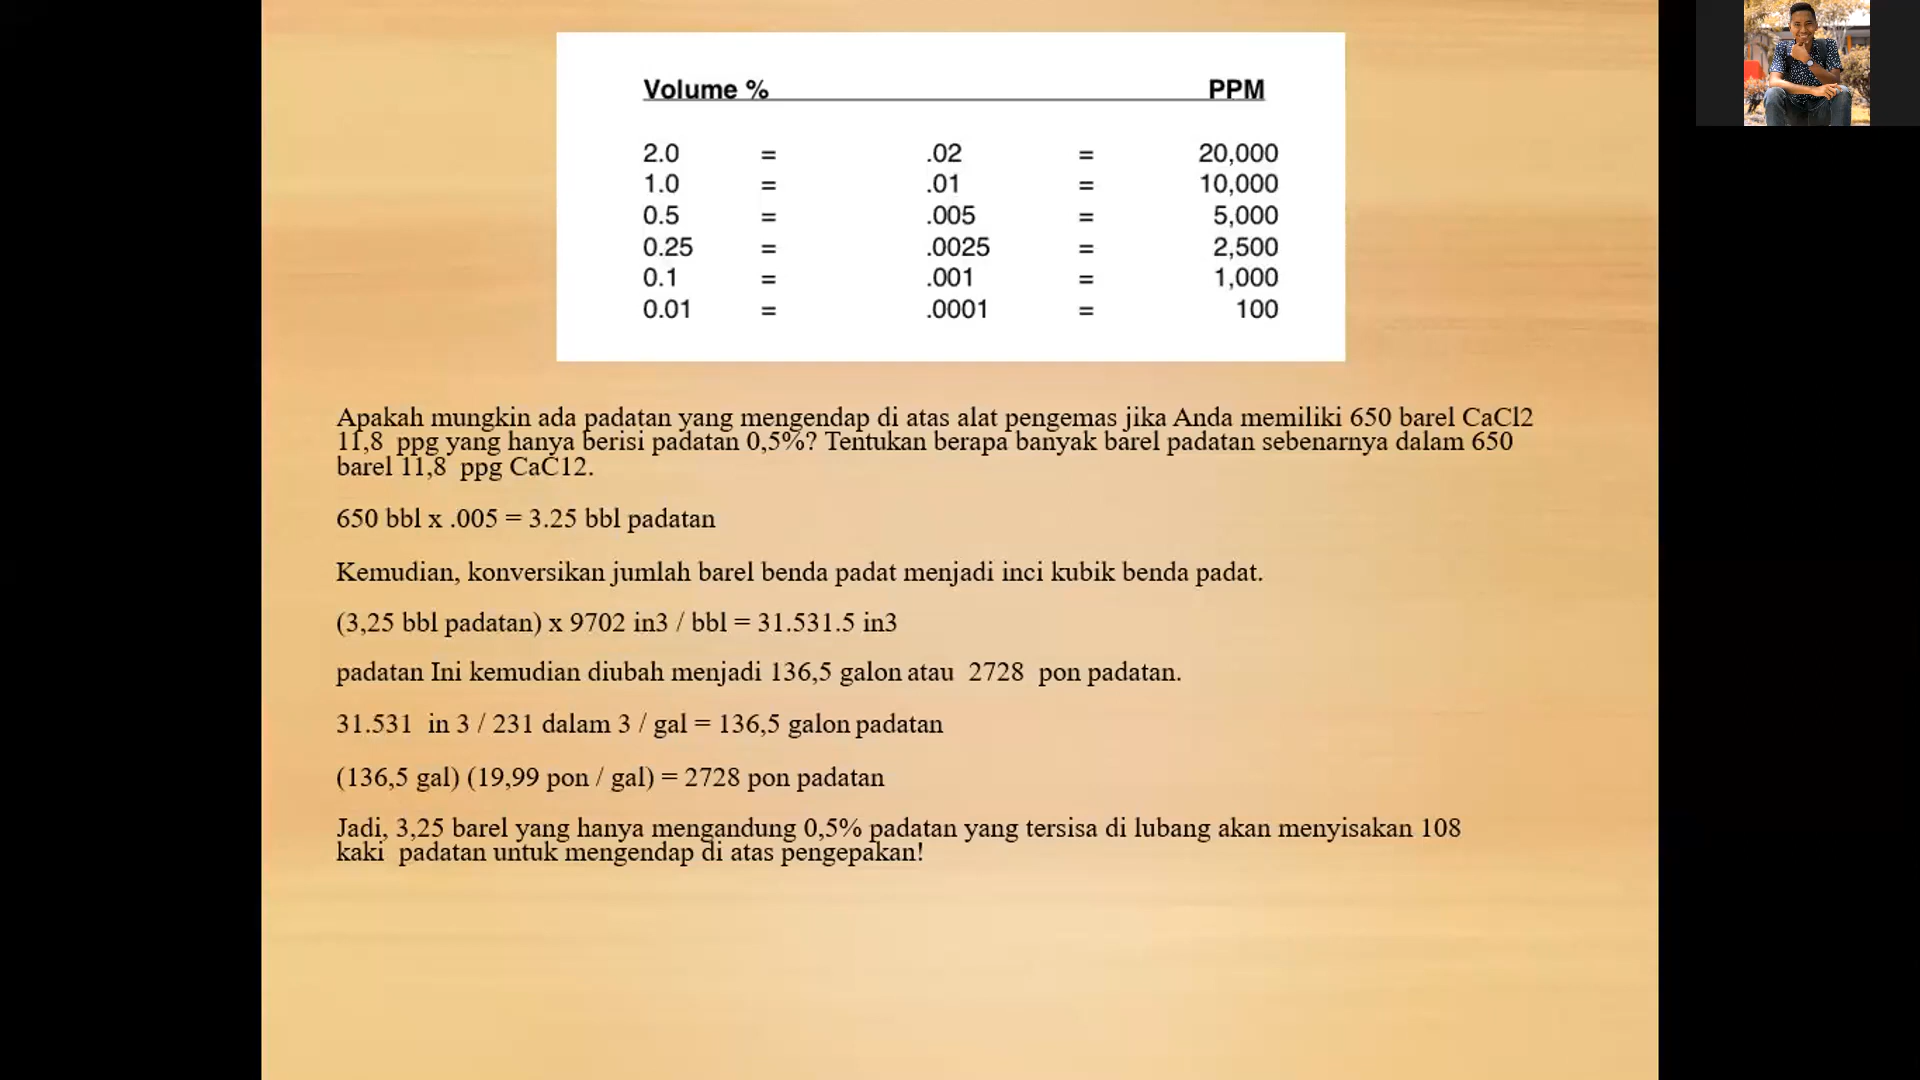 Volume % PPM
2.0 = .02 = 20,000
1.0 = .01 = 10,000
0.5 = .005 = 5,000
0.25 = .0025 = 2,500
0.1 = .001 = 1,000
0.01 = .0001 = 100
Apakah mungkin ada padatan yang mengendap di atas alat pengemas jika Anda memiliki 650 barel CaCl2
11,8 ppg yang hanya berisi padatan 0,5%? Tentukan berapa banyak barel padatan sebenarnya dalam 650
barel 11,8 ppg CaC12.
650 bbl x .005 = 3.25 bbl padatan
Kemudian, konversikan jumlah barel benda padat menjadi inci kubik benda padat.
(3,25 bbl padatan) x 9702 in3 / bbl = 31.531.5 in3
padatan Ini kemudian diubah menjadi 136,5 galon atau 2728 pon padatan.
31.531 in 3 / 231 dalam 3 / gal = 136,5 galon padatan
(136,5 gal) (19,99 pon / gal) = 2728 pon padatan
Jadi, 3,25 barel yang hanya mengandung 0,5% padatan yang tersisa di lubang akan menyisakan 108
kaki padatan untuk mengendap di atas pengepakan!